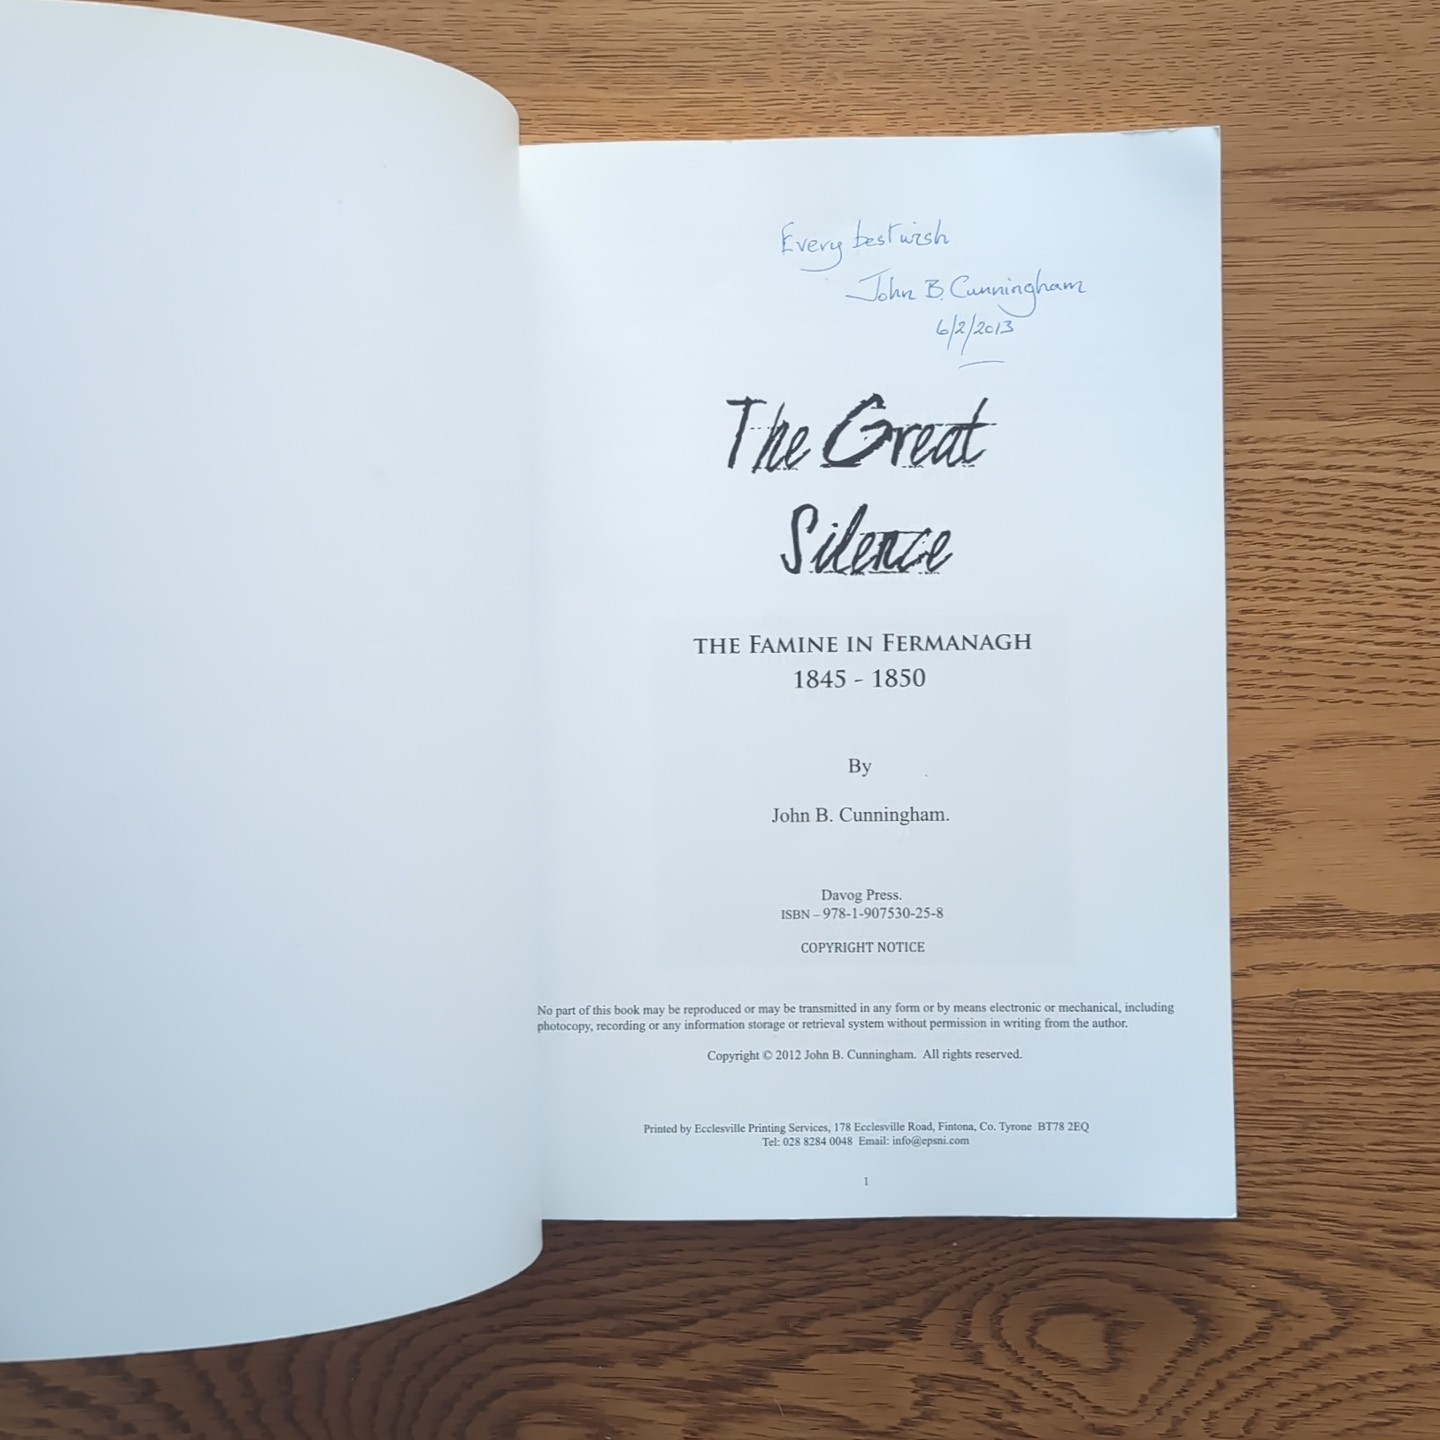 Every best wish
John B. Cunningham
6/2/2013
The Great
Silence
THE FAMINE IN FERMANAGH
1845 - 1850
By
John B. Cunningham.
Davog Press.
ISBN – 978-1-907530-25-8
COPYRIGHT NOTICE
No part of this book may be reproduced or may be transmitted in any form or by means electronic or mechanical, including
photocopy, recording or any information storage or retrieval system without permission in writing from the author.
Copyright © 2012 John B. Cunningham. All rights reserved.
Printed by Ecclesville Printing Services, 178 Ecclesville Road, Fintona, Co. Tyrone BT78 2EQ
Tel: 028 8284 0048 Email: info@epsni.com
1